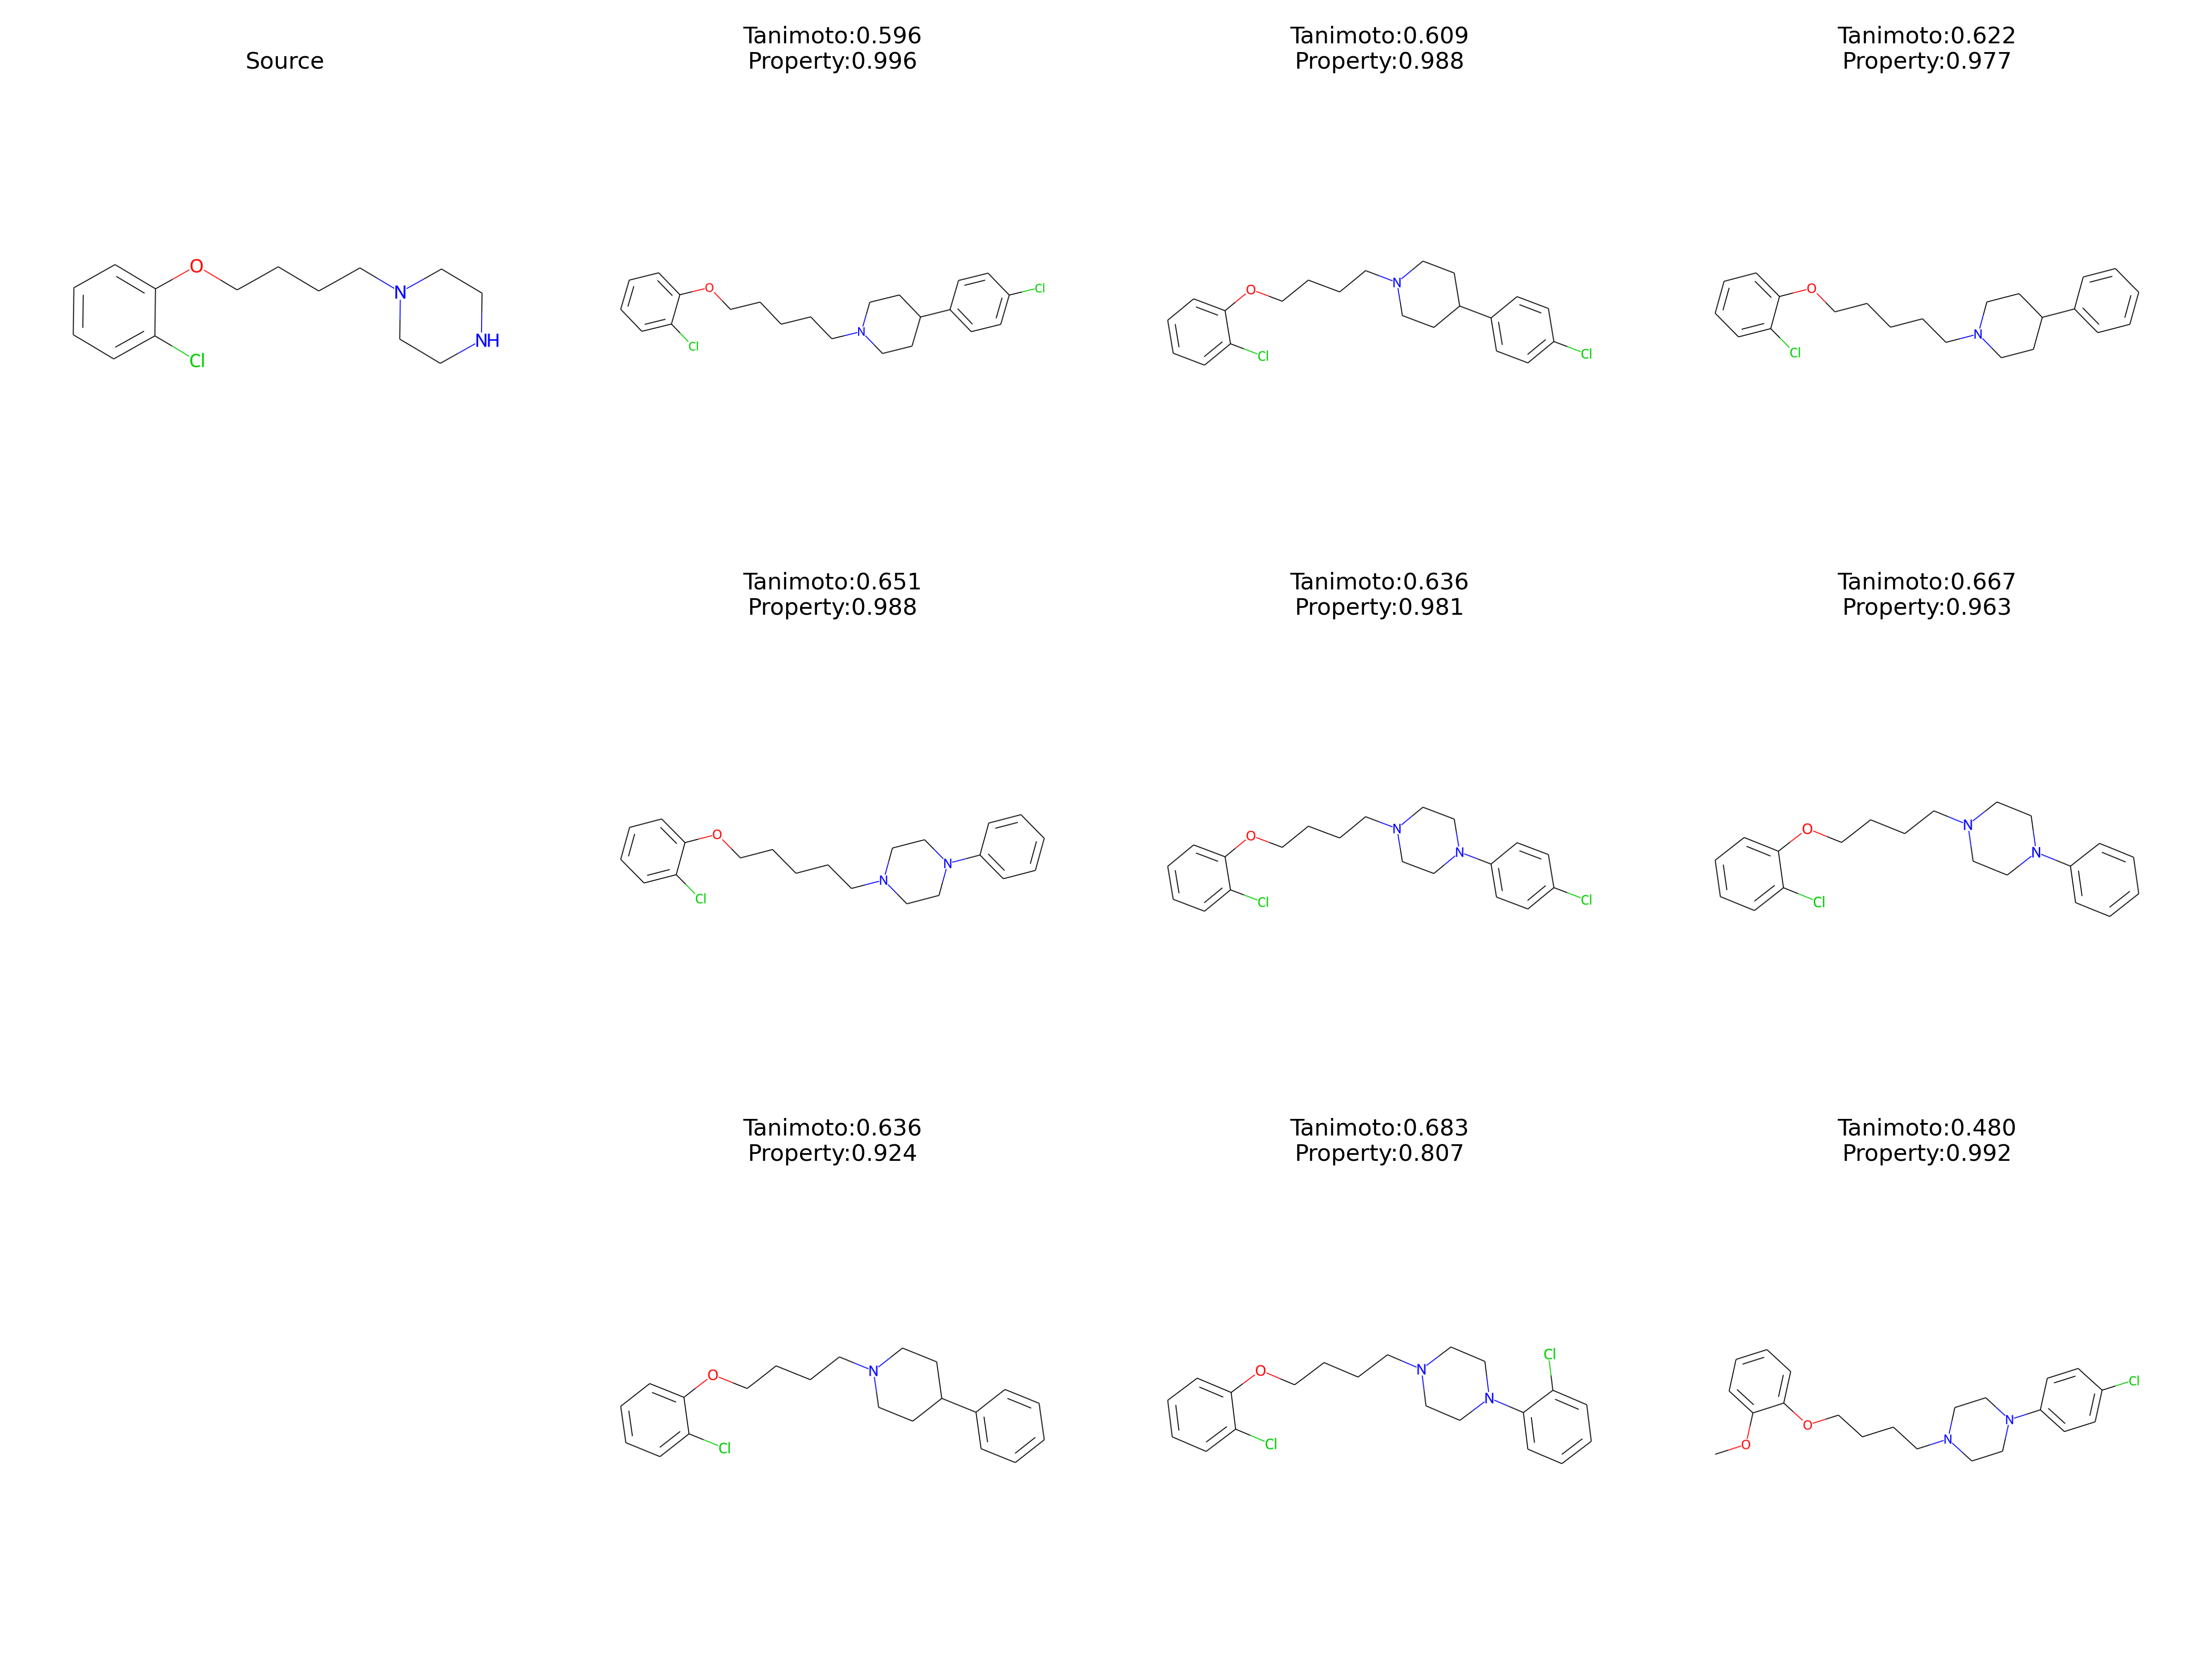 Source
Tanimoto:0.596
Property:0.996
Tanimoto:0.609
Property:0.988
Tanimoto:0.622
Property:0.977
O
N
NH
Cl
O
Cl
N
Cl
O
Cl
N
Cl
O
Cl
N
Tanimoto:0.651
Property:0.988
Tanimoto:0.636
Property:0.981
Tanimoto:0.667
Property:0.963
O
Cl
N
N
O
Cl
N
N
Cl
O
Cl
N
N
Tanimoto:0.636
Property:0.924
Tanimoto:0.683
Property:0.807
Tanimoto:0.480
Property:0.992
O
Cl
N
O
Cl
N
N
Cl
O
O
N
N
Cl